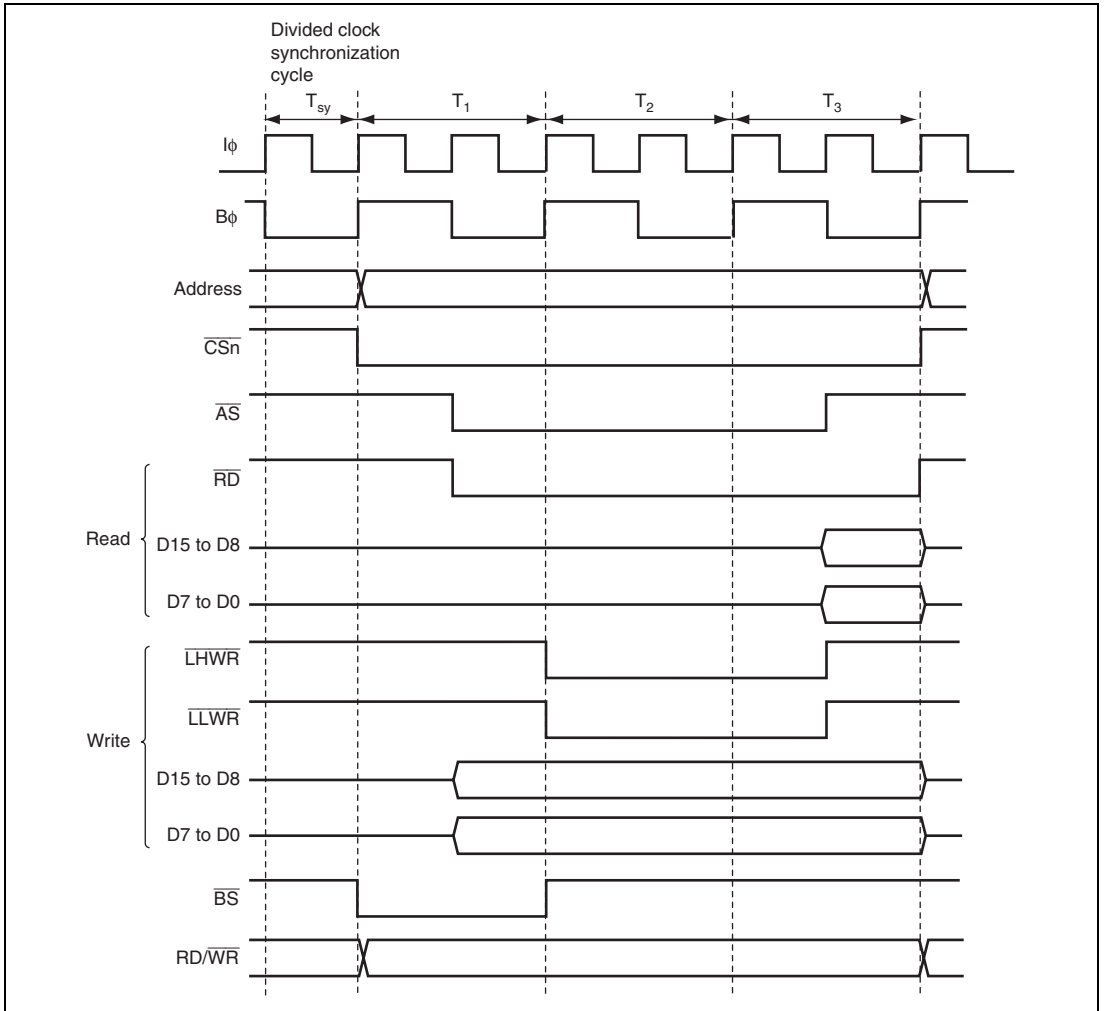 Divided clock
synchronization
cycle
Tsy T1 T2 T3
Iϕ
Bϕ
Address
CSn
AS
RD
Read
D15 to D8
D7 to D0
LHWR
LLWR
Write
D15 to D8
D7 to D0
BS
RD/WR